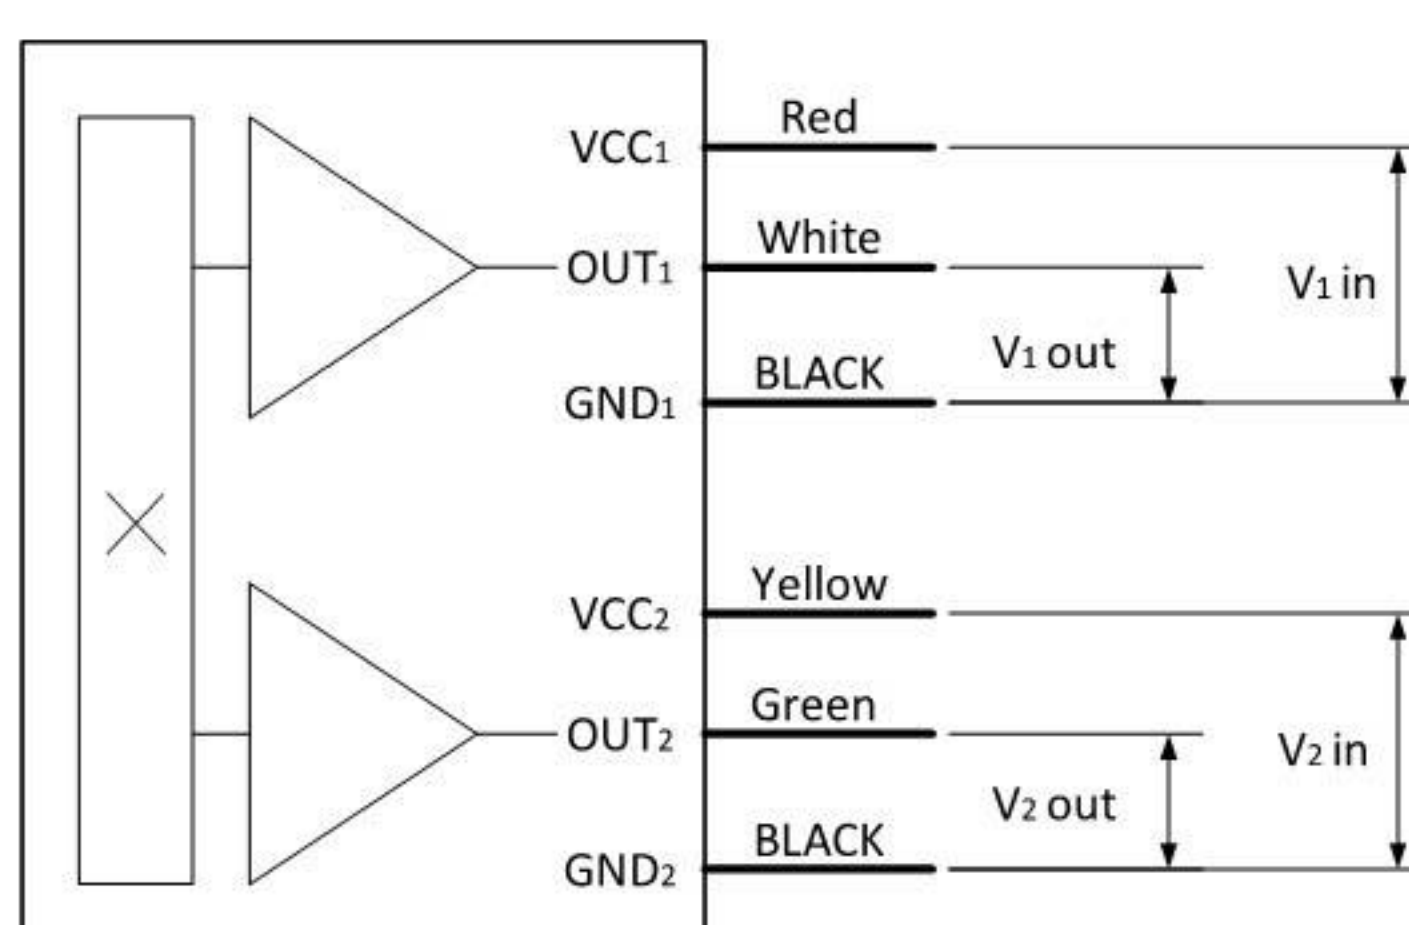 Red
VCC1
White
OUT1
V1 in
V1 out
BLACK
GND1
Yellow
VCC2
Green
OUT2
V2 in
V2 out
BLACK
GND2